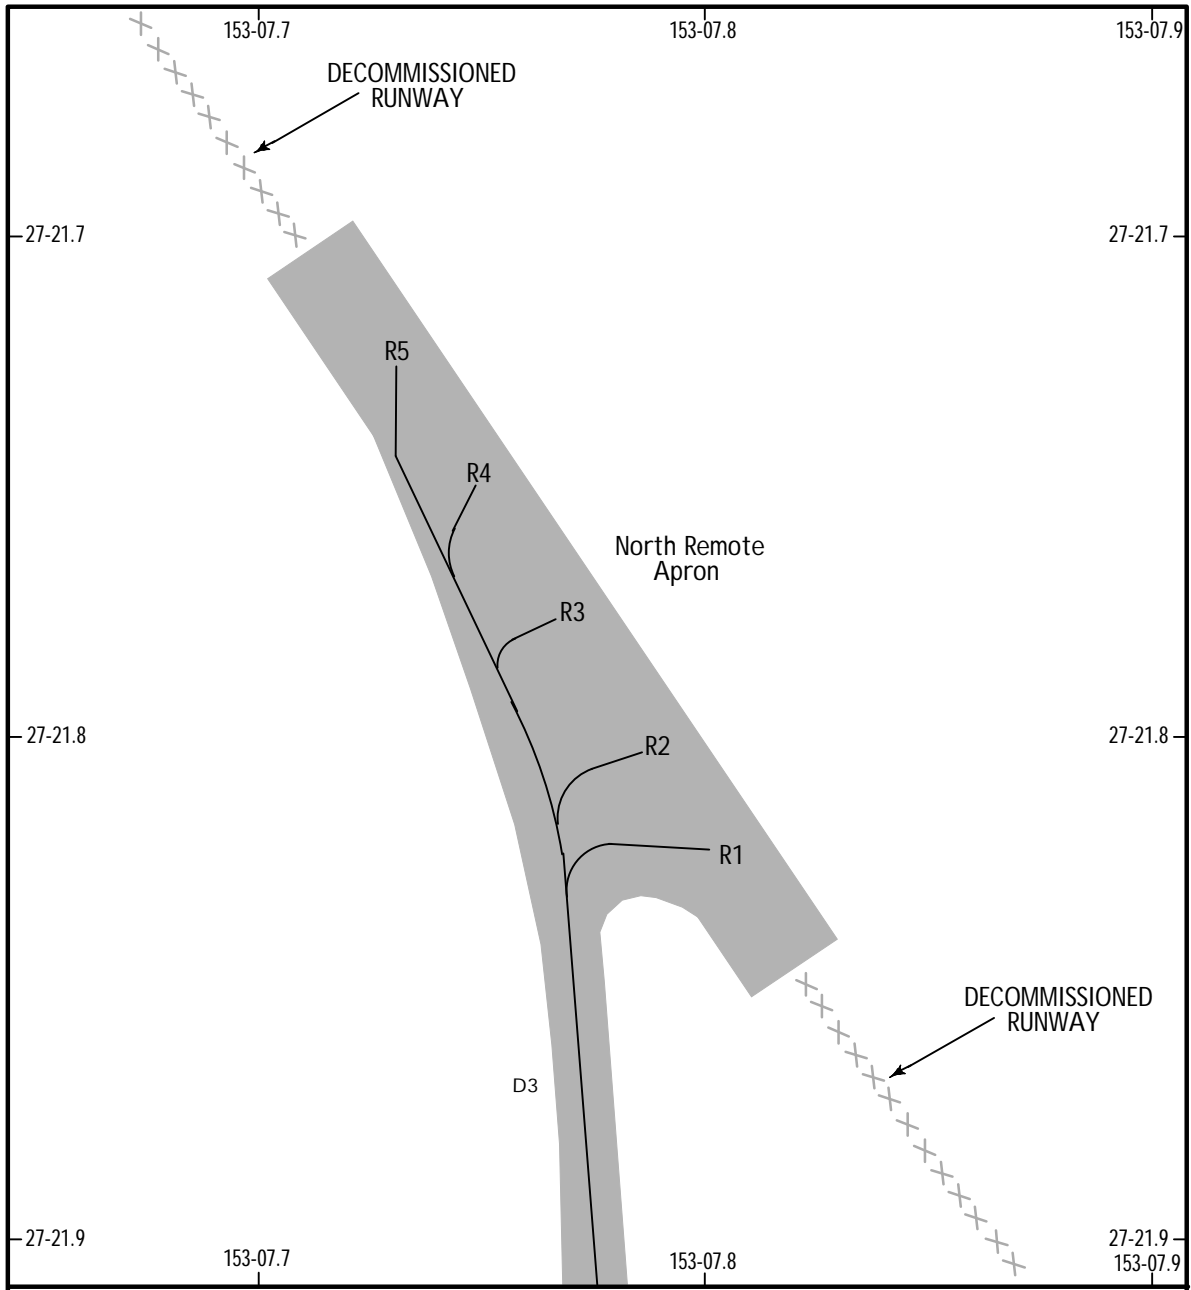 153-07.7
153-07.8
153-07.9
DECOMMISSIONED
RUNWAY
27-21.7
27-21.7
R5
R4
North Remote
Apron
R3
27-21.8
27-21.8
R2
R1
DECOMMISSIONED
RUNWAY
D3
27-21.9
27-21.9
153-07.7
153-07.8
153-07.9